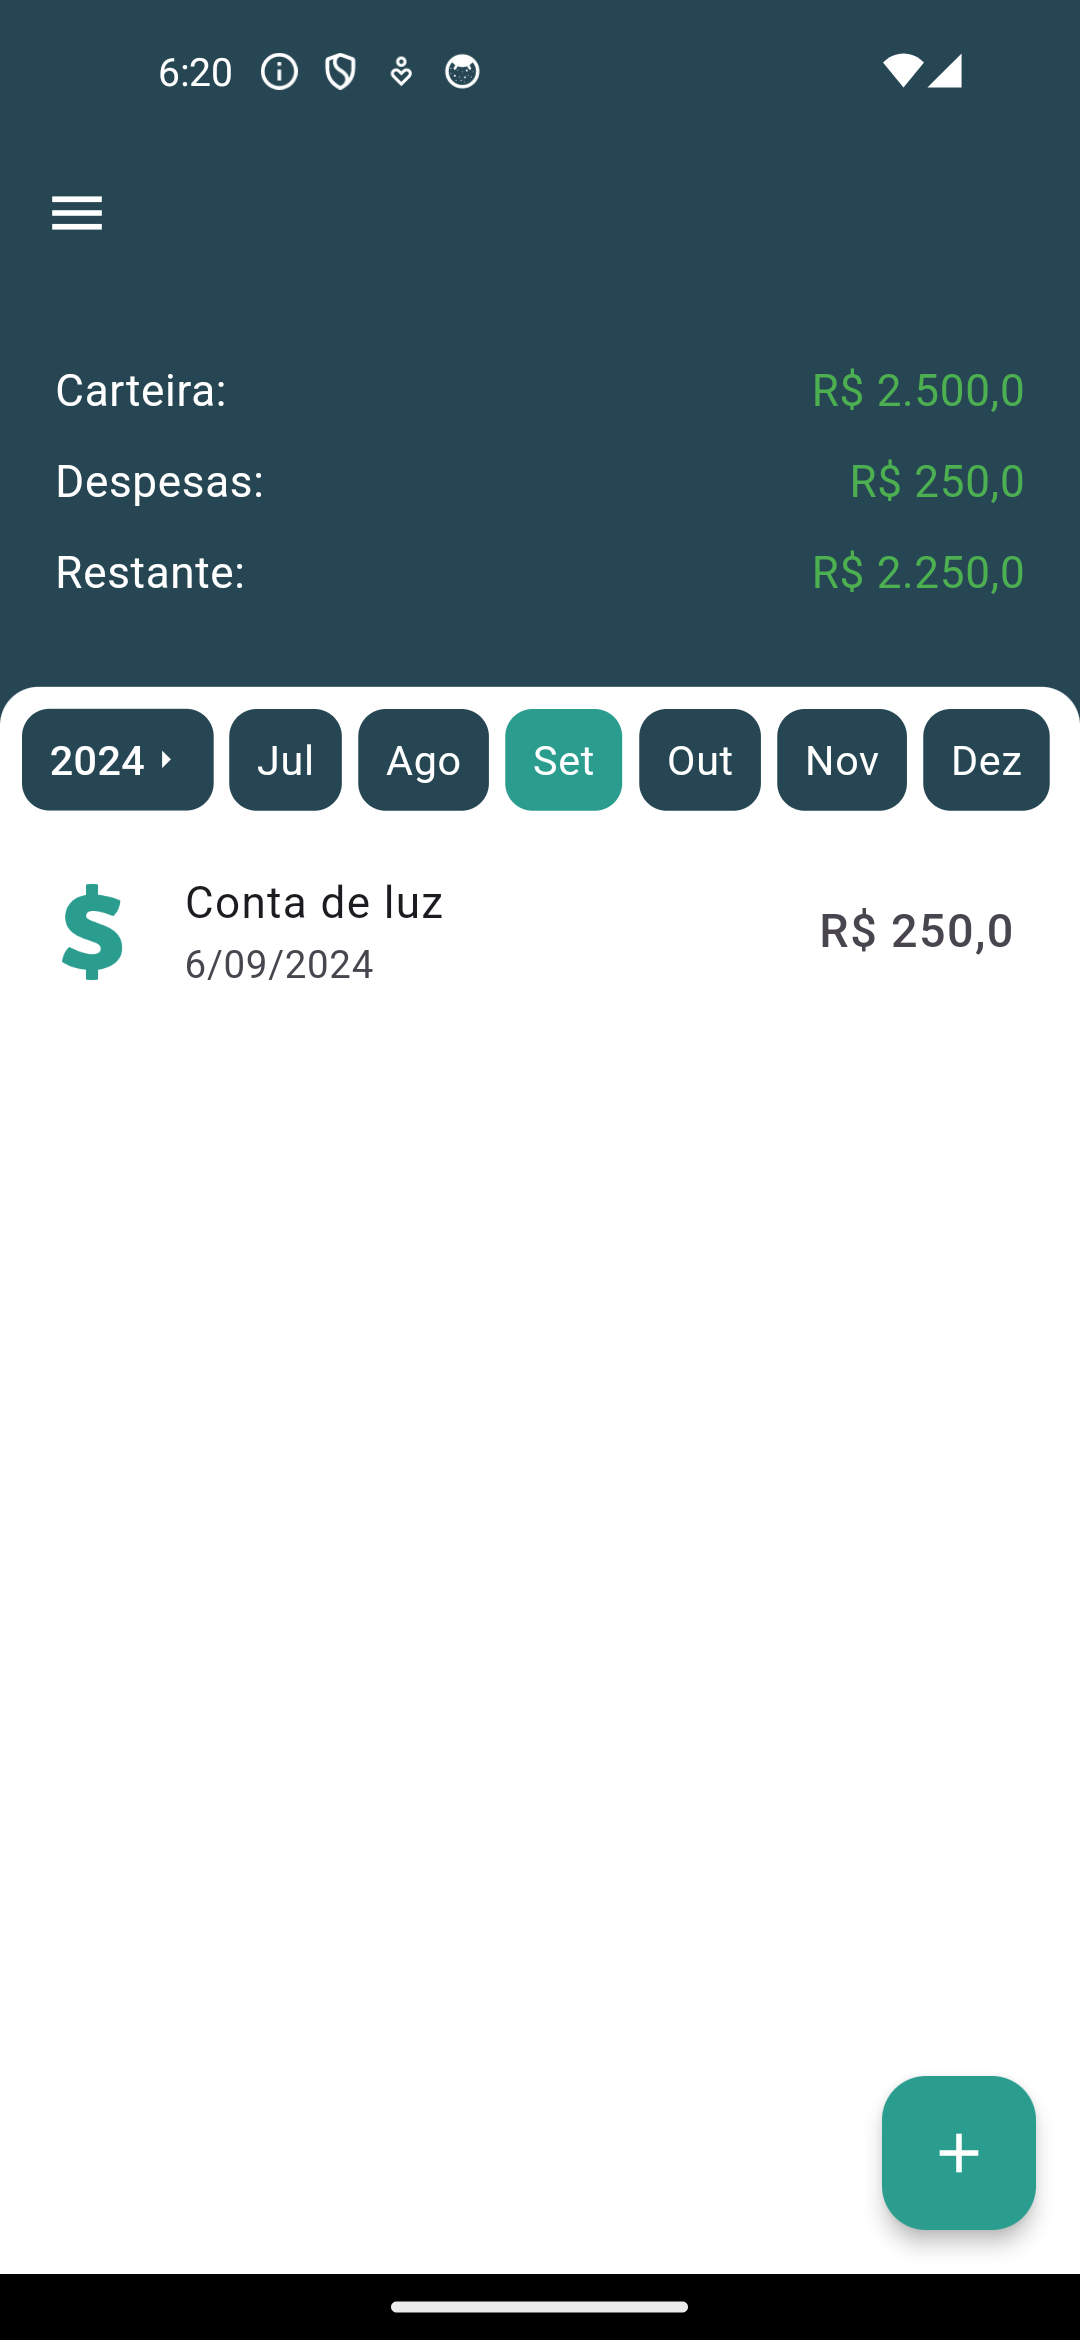 6:20
Carteira: R$ 2.500,0
Despesas: R$ 250,0
Restante: R$ 2.250,0
2024 Jul Ago Set Out Nov Dez
Conta de luz
6/09/2024
R$ 250,0